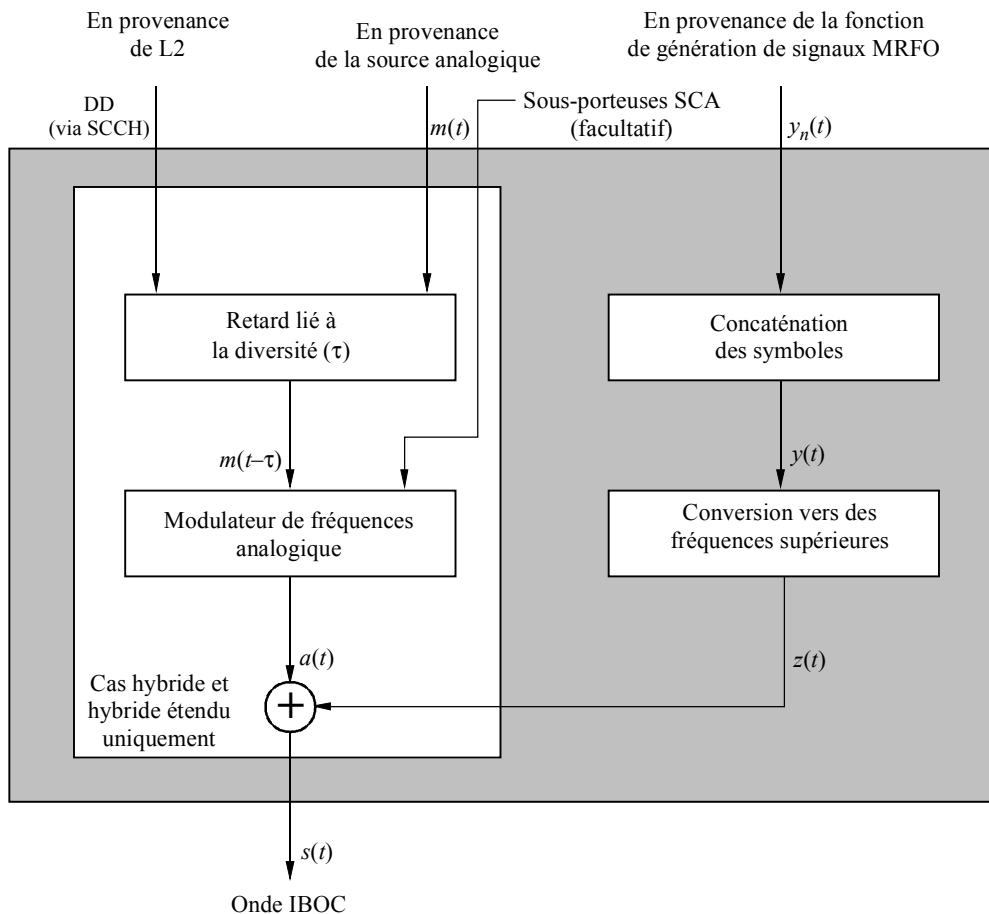 En provenance
de L2
En provenance
de la source analogique
En provenance de la fonction
de génération de signaux MRFO
DD
(via SCCH)
m(t)
Sous-porteuses SCA
(facultatif)
yn(t)
Retard lié à
la diversité (τ)
Concaténation
des symboles
m(t–τ)
y(t)
Modulateur de fréquences
analogique
Conversion vers des
fréquences supérieures
a(t)
z(t)
Cas hybride et
hybride étendu
uniquement
+
s(t)
Onde IBOC